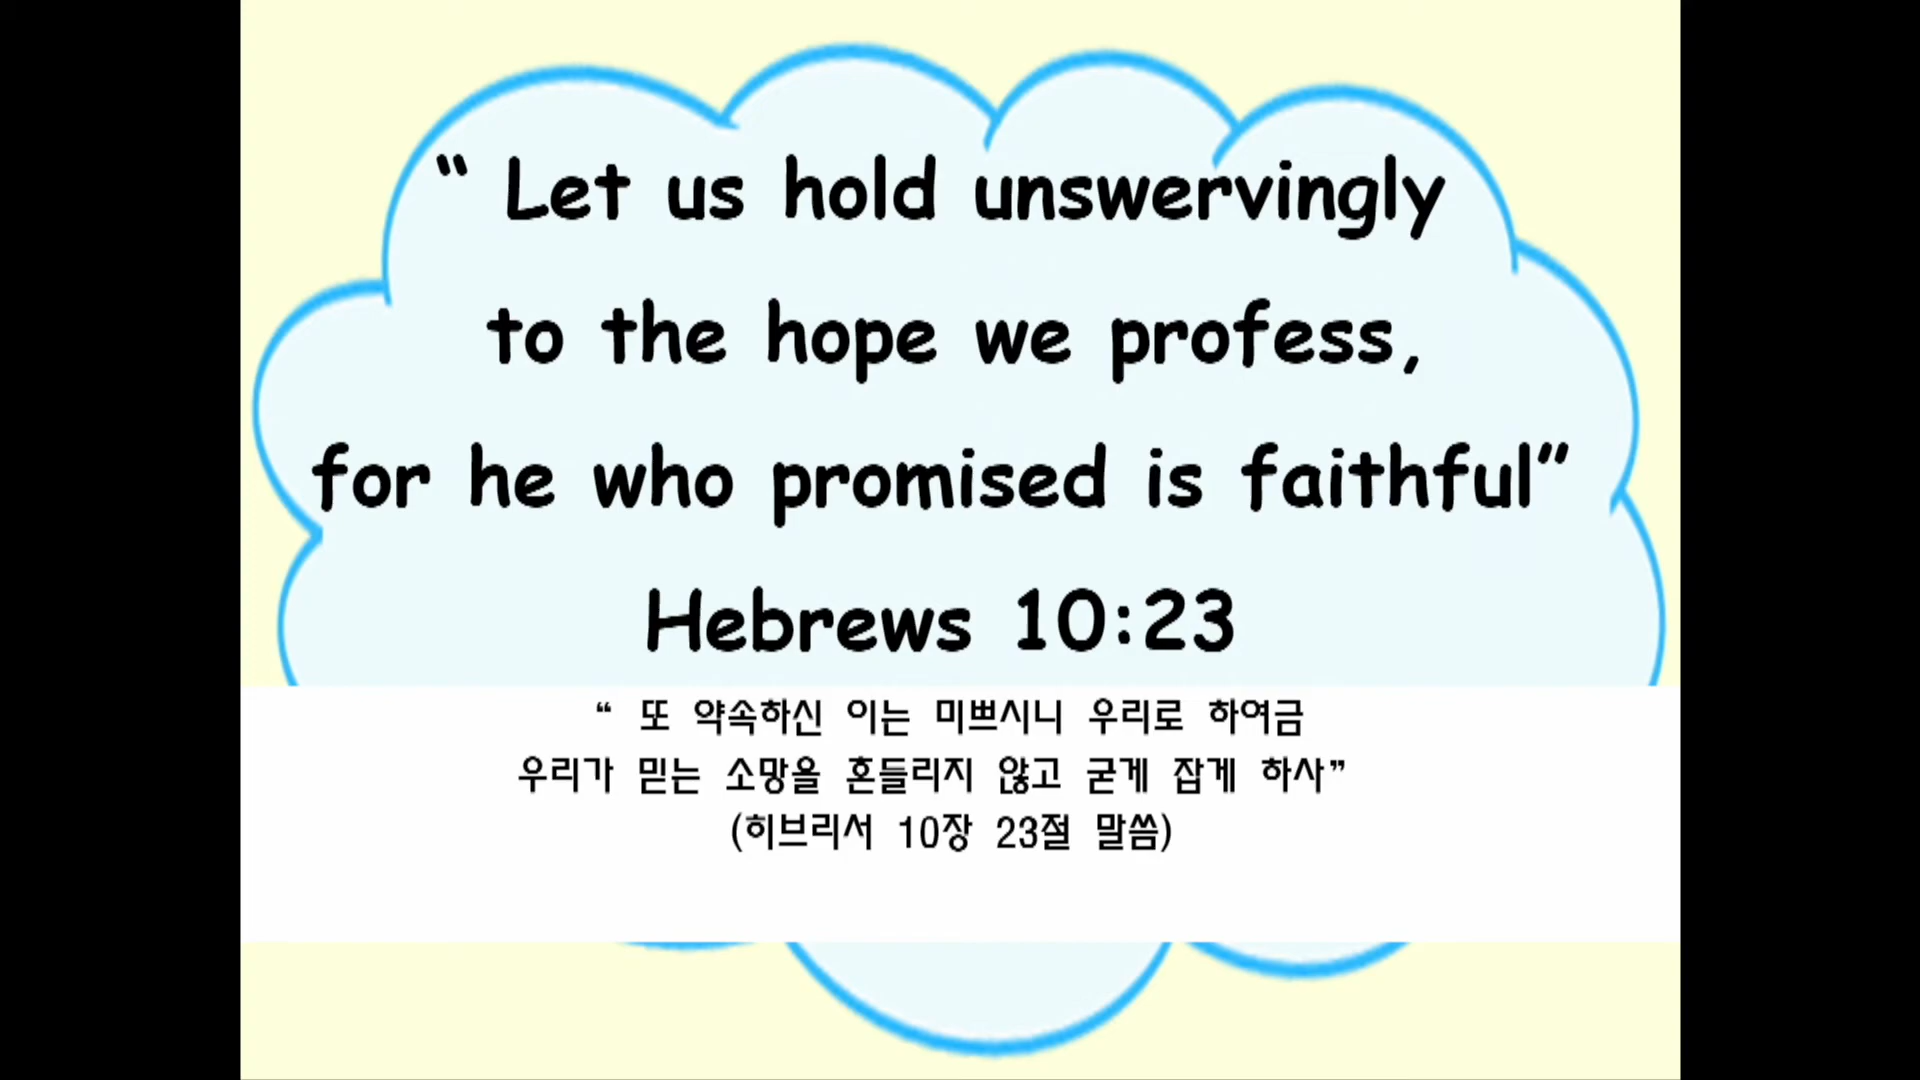 “ Let us hold unswervingly
to the hope we profess,
for he who promised is faithful”
Hebrews 10:23
“ 또 약속하신 이는 미쁘시니 우리로 하여금
우리가 믿는 소망을 흔들리지 않고 굳게 잡게 하사”
(히브리서 10장 23절 말씀)